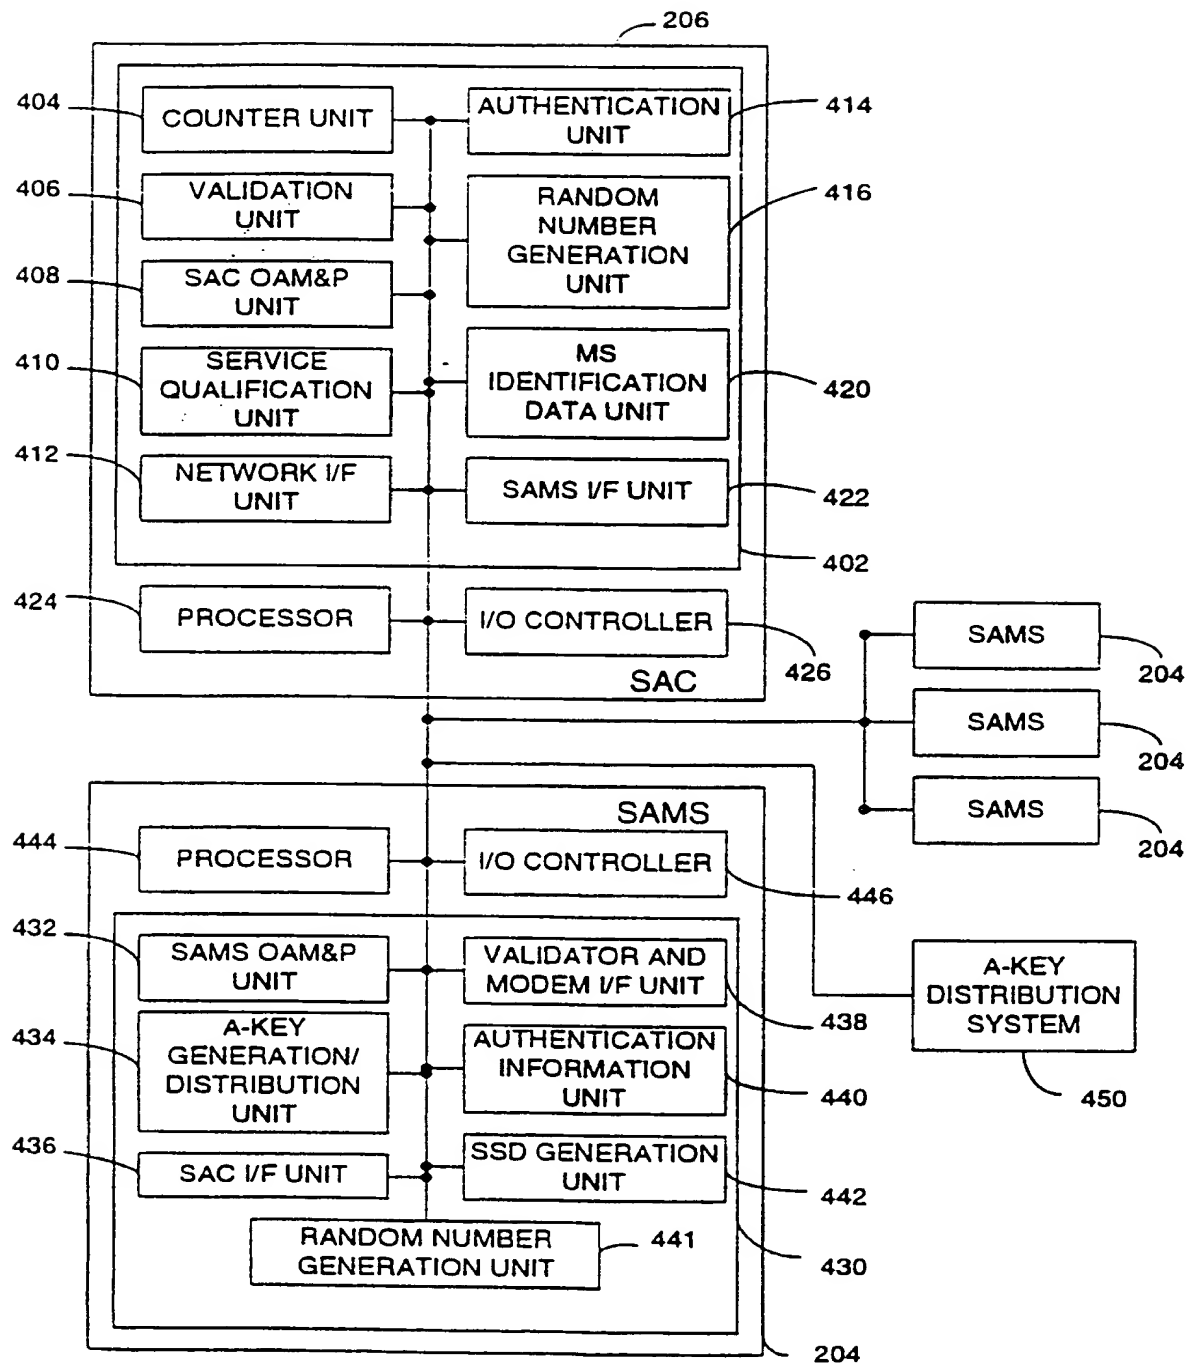 206
404
COUNTER UNIT
AUTHENTICATION
UNIT
414
406
VALIDATION
UNIT
RANDOM
NUMBER
GENERATION
UNIT
416
408
SAC OAM&P
UNIT
410
SERVICE
QUALIFICATION
UNIT
MS
IDENTIFICATION
DATA UNIT
420
412
NETWORK I/F
UNIT
SAMS I/F UNIT
422
402
424
PROCESSOR
I/O CONTROLLER
426
SAC
SAMS
204
SAMS
204
SAMS
204
SAMS
444
PROCESSOR
I/O CONTROLLER
446
432
SAMS OAM&P
UNIT
VALIDATOR AND
MODEM I/F UNIT
438
434
A-KEY
GENERATION/
DISTRIBUTION
UNIT
AUTHENTICATION
INFORMATION
UNIT
440
A-KEY
DISTRIBUTION
SYSTEM
450
436
SAC I/F UNIT
SSD GENERATION
UNIT
442
RANDOM NUMBER
GENERATION UNIT
441
430
204